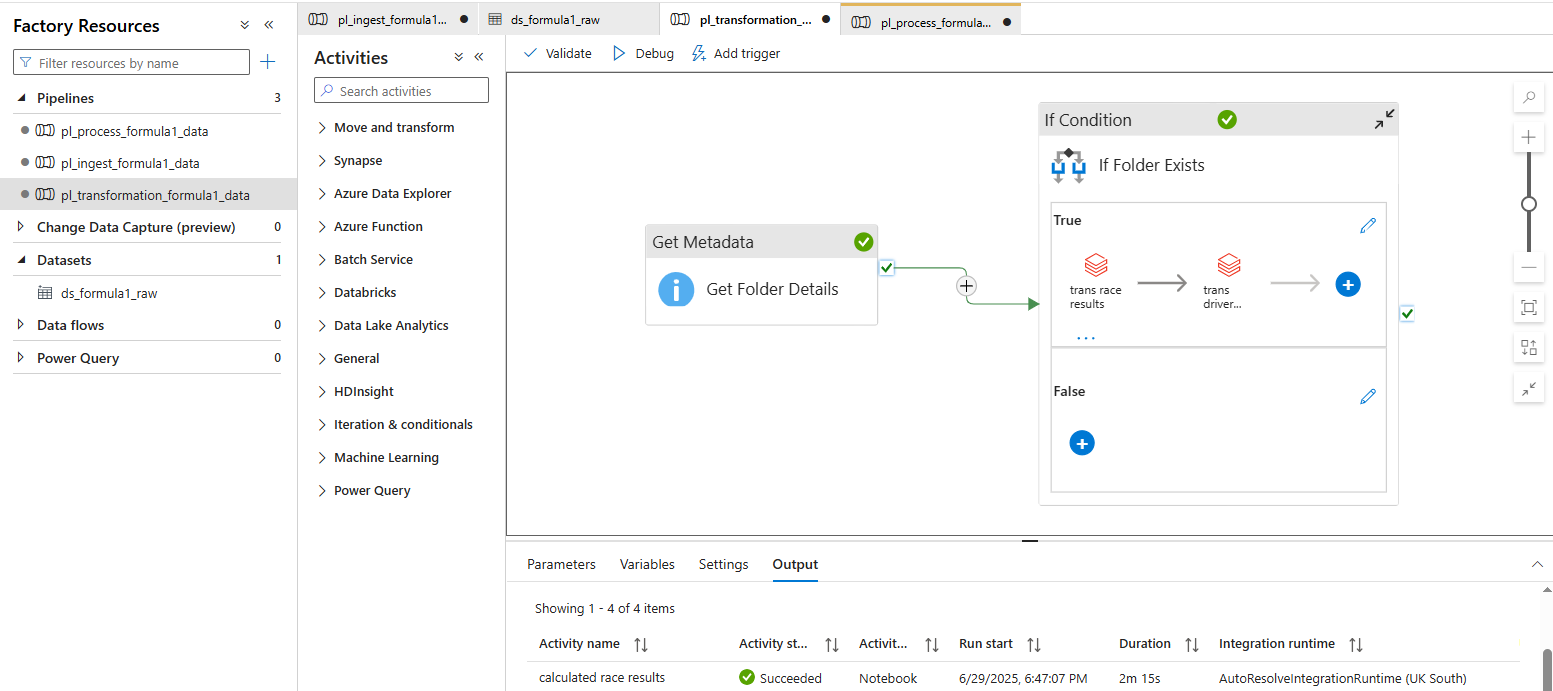 Factory Resources
Filter resources by name
Pipelines 3
pl_process_formula1_data
pl_ingest_formula1_data
pl_transformation_formula1_data
Change Data Capture (preview) 0
Datasets 1
ds_formula1_raw
Data flows 0
Power Query 0
pl_ingest_formula1...
ds_formula1_raw
pl_transformation_...
pl_process_formula...
Activities
Search activities
Move and transform
Synapse
Azure Data Explorer
Azure Function
Batch Service
Databricks
Data Lake Analytics
General
HDInsight
Iteration & conditionals
Machine Learning
Power Query
Validate Debug Add trigger
Get Metadata
Get Folder Details
If Condition
If Folder Exists
True
trans race
results
trans
driver...
...
False
Parameters Variables Settings Output
Showing 1 - 4 of 4 items
Activity name Activity st... Activit... Run start Duration Integration runtime
calculated race results Succeeded Notebook 6/29/2025, 6:47:07 PM 2m 15s AutoResolveIntegrationRuntime (UK South)